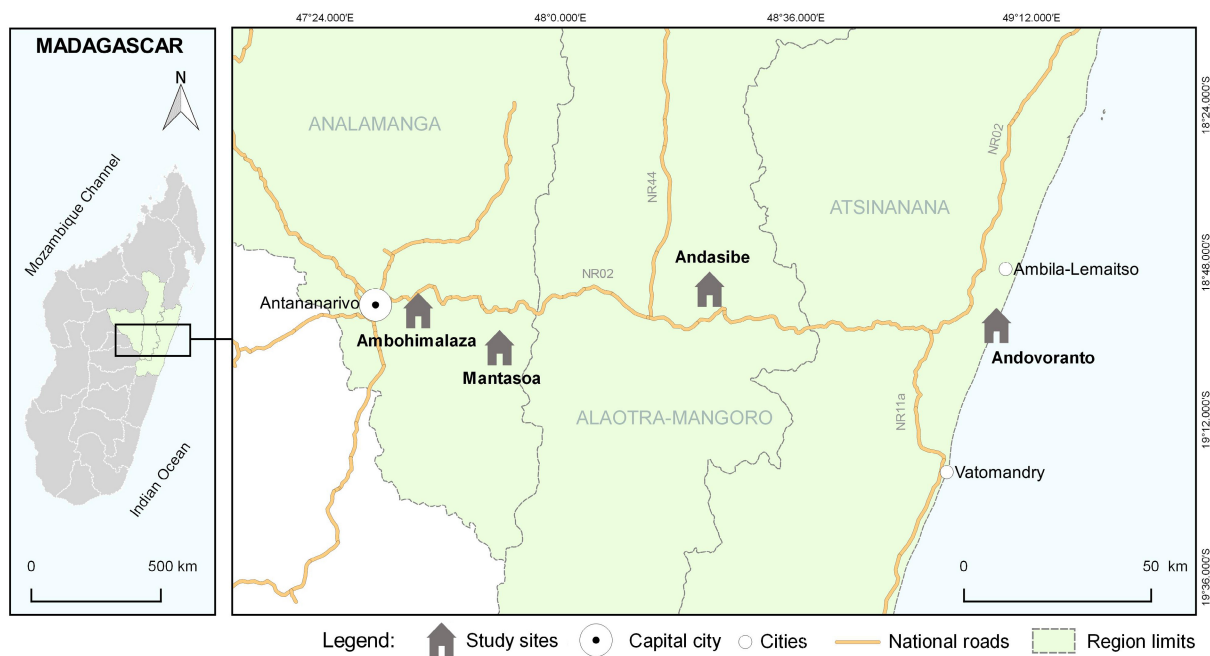 MADAGASCAR
N
Mozambique Channel
Indian Ocean
0 500 km
47°24.000'E 48°0.000'E 48°36.000'E 49°12.000'E
18°24.000'S
18°48.000'S
19°12.000'S
19°36.000'S
ANALAMANGA
ATSINANANA
ALAOTRA-MANGORO
NR44
NR02
NR02
NR11a
Andasibe
Ambila-Lemaitso
Antananarivo
Ambohimalaza
Mantasoa
Andovoranto
Vatomandry
0 50 km
Legend: Study sites Capital city Cities National roads Region limits